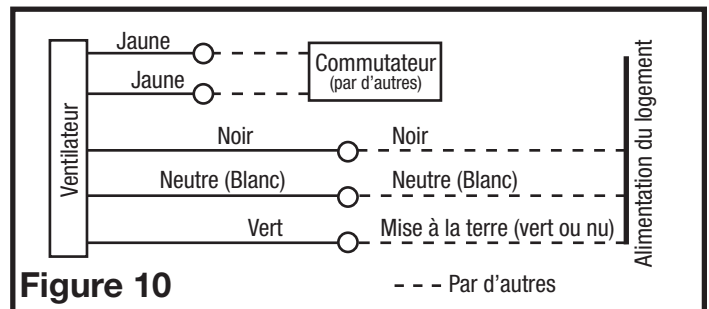 Jaune
Jaune
Commutateur
(par d'autres)
Ventilateur
Noir
Noir
Neutre (Blanc)
Neutre (Blanc)
Vert
Mise à la terre (vert ou nu)
Alimentation du logement
Figure 10
- - - Par d'autres